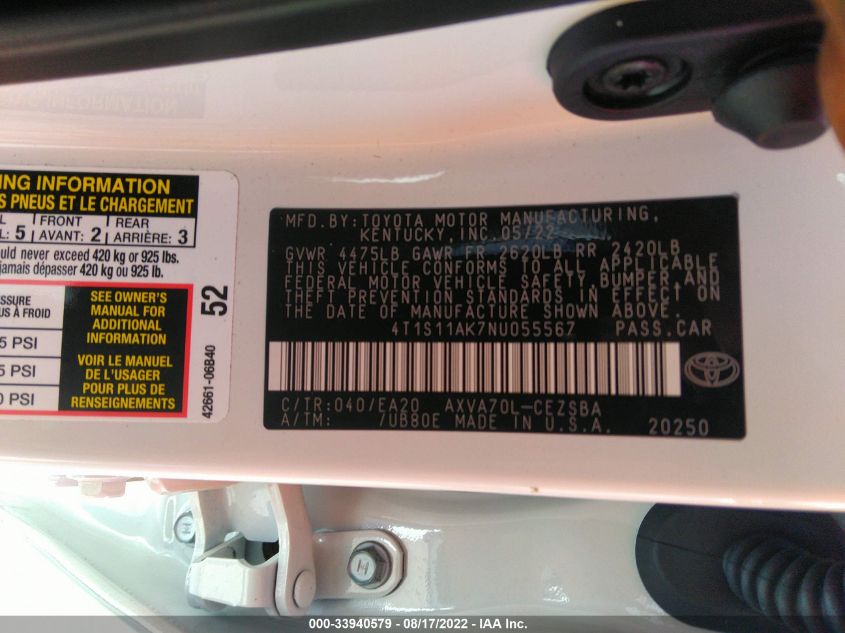 NG INFORMATION
S PNEUS ET LE CHARGEMENT
L: 5 FRONT AVANT: 2 REAR ARRIÈRE: 3
uld never exceed 420 kg or 925 lbs.
jamais dépasser 420 kg ou 925 lb.
SSURE
US À FROID
5 PSI
5 PSI
0 PSI
SEE OWNER'S
MANUAL FOR
ADDITIONAL
INFORMATION
VOIR LE MANUEL
DE L'USAGER
POUR PLUS DE
RENSEIGNEMENTS
52
42661-06B40
MFD. BY: TOYOTA MOTOR MANUFACTURING,
KENTUCKY, INC. 05/22
GVWR 4475LB GAWR FR 2620LB RR 2420LB
THIS VEHICLE CONFORMS TO ALL APPLICABLE
FEDERAL MOTOR VEHICLE SAFETY, BUMPER, AND
THEFT PREVENTION STANDARDS IN EFFECT ON
THE DATE OF MANUFACTURE SHOWN ABOVE.
4T1S11AK7NU055567 PASS. CAR
C/TR: 040/EA20 AXVA70L-CEZSBA
A/TM: /UB80E MADE IN U.S.A. 20250
000-33940579 - 08/17/2022 - IAA Inc.